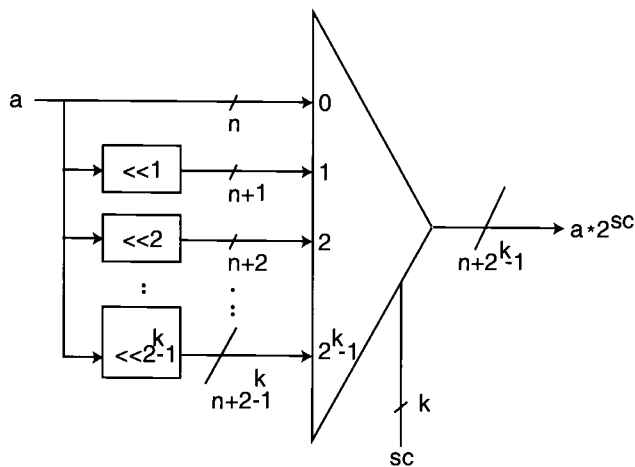 a
n
0
<<1
n+1
1
<<2
n+2
2
:
⋮
<<2^k-1
n+2^k-1
2^k-1
k
sc
n+2^k-1
a*2^sc